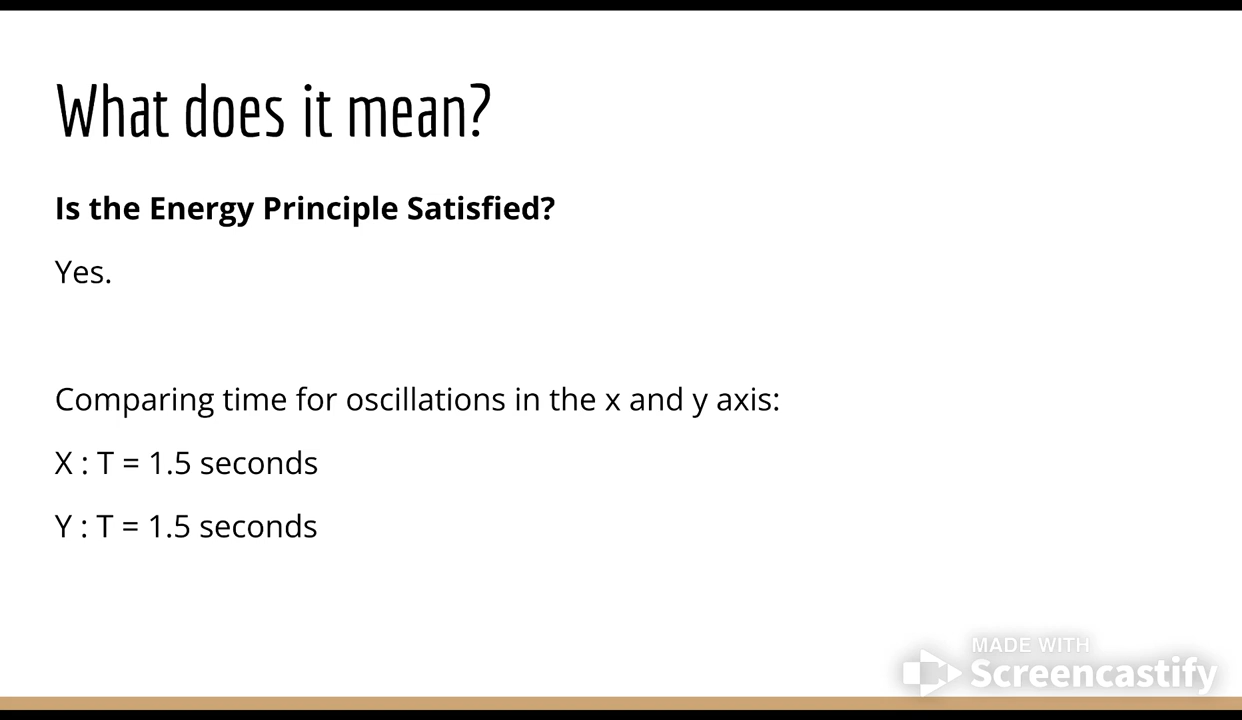 What does it mean?
Is the Energy Principle Satisfied?
Yes.
Comparing time for oscillations in the x and y axis:
X : T = 1.5 seconds
Y : T = 1.5 seconds
MADE WITH
Screencastify